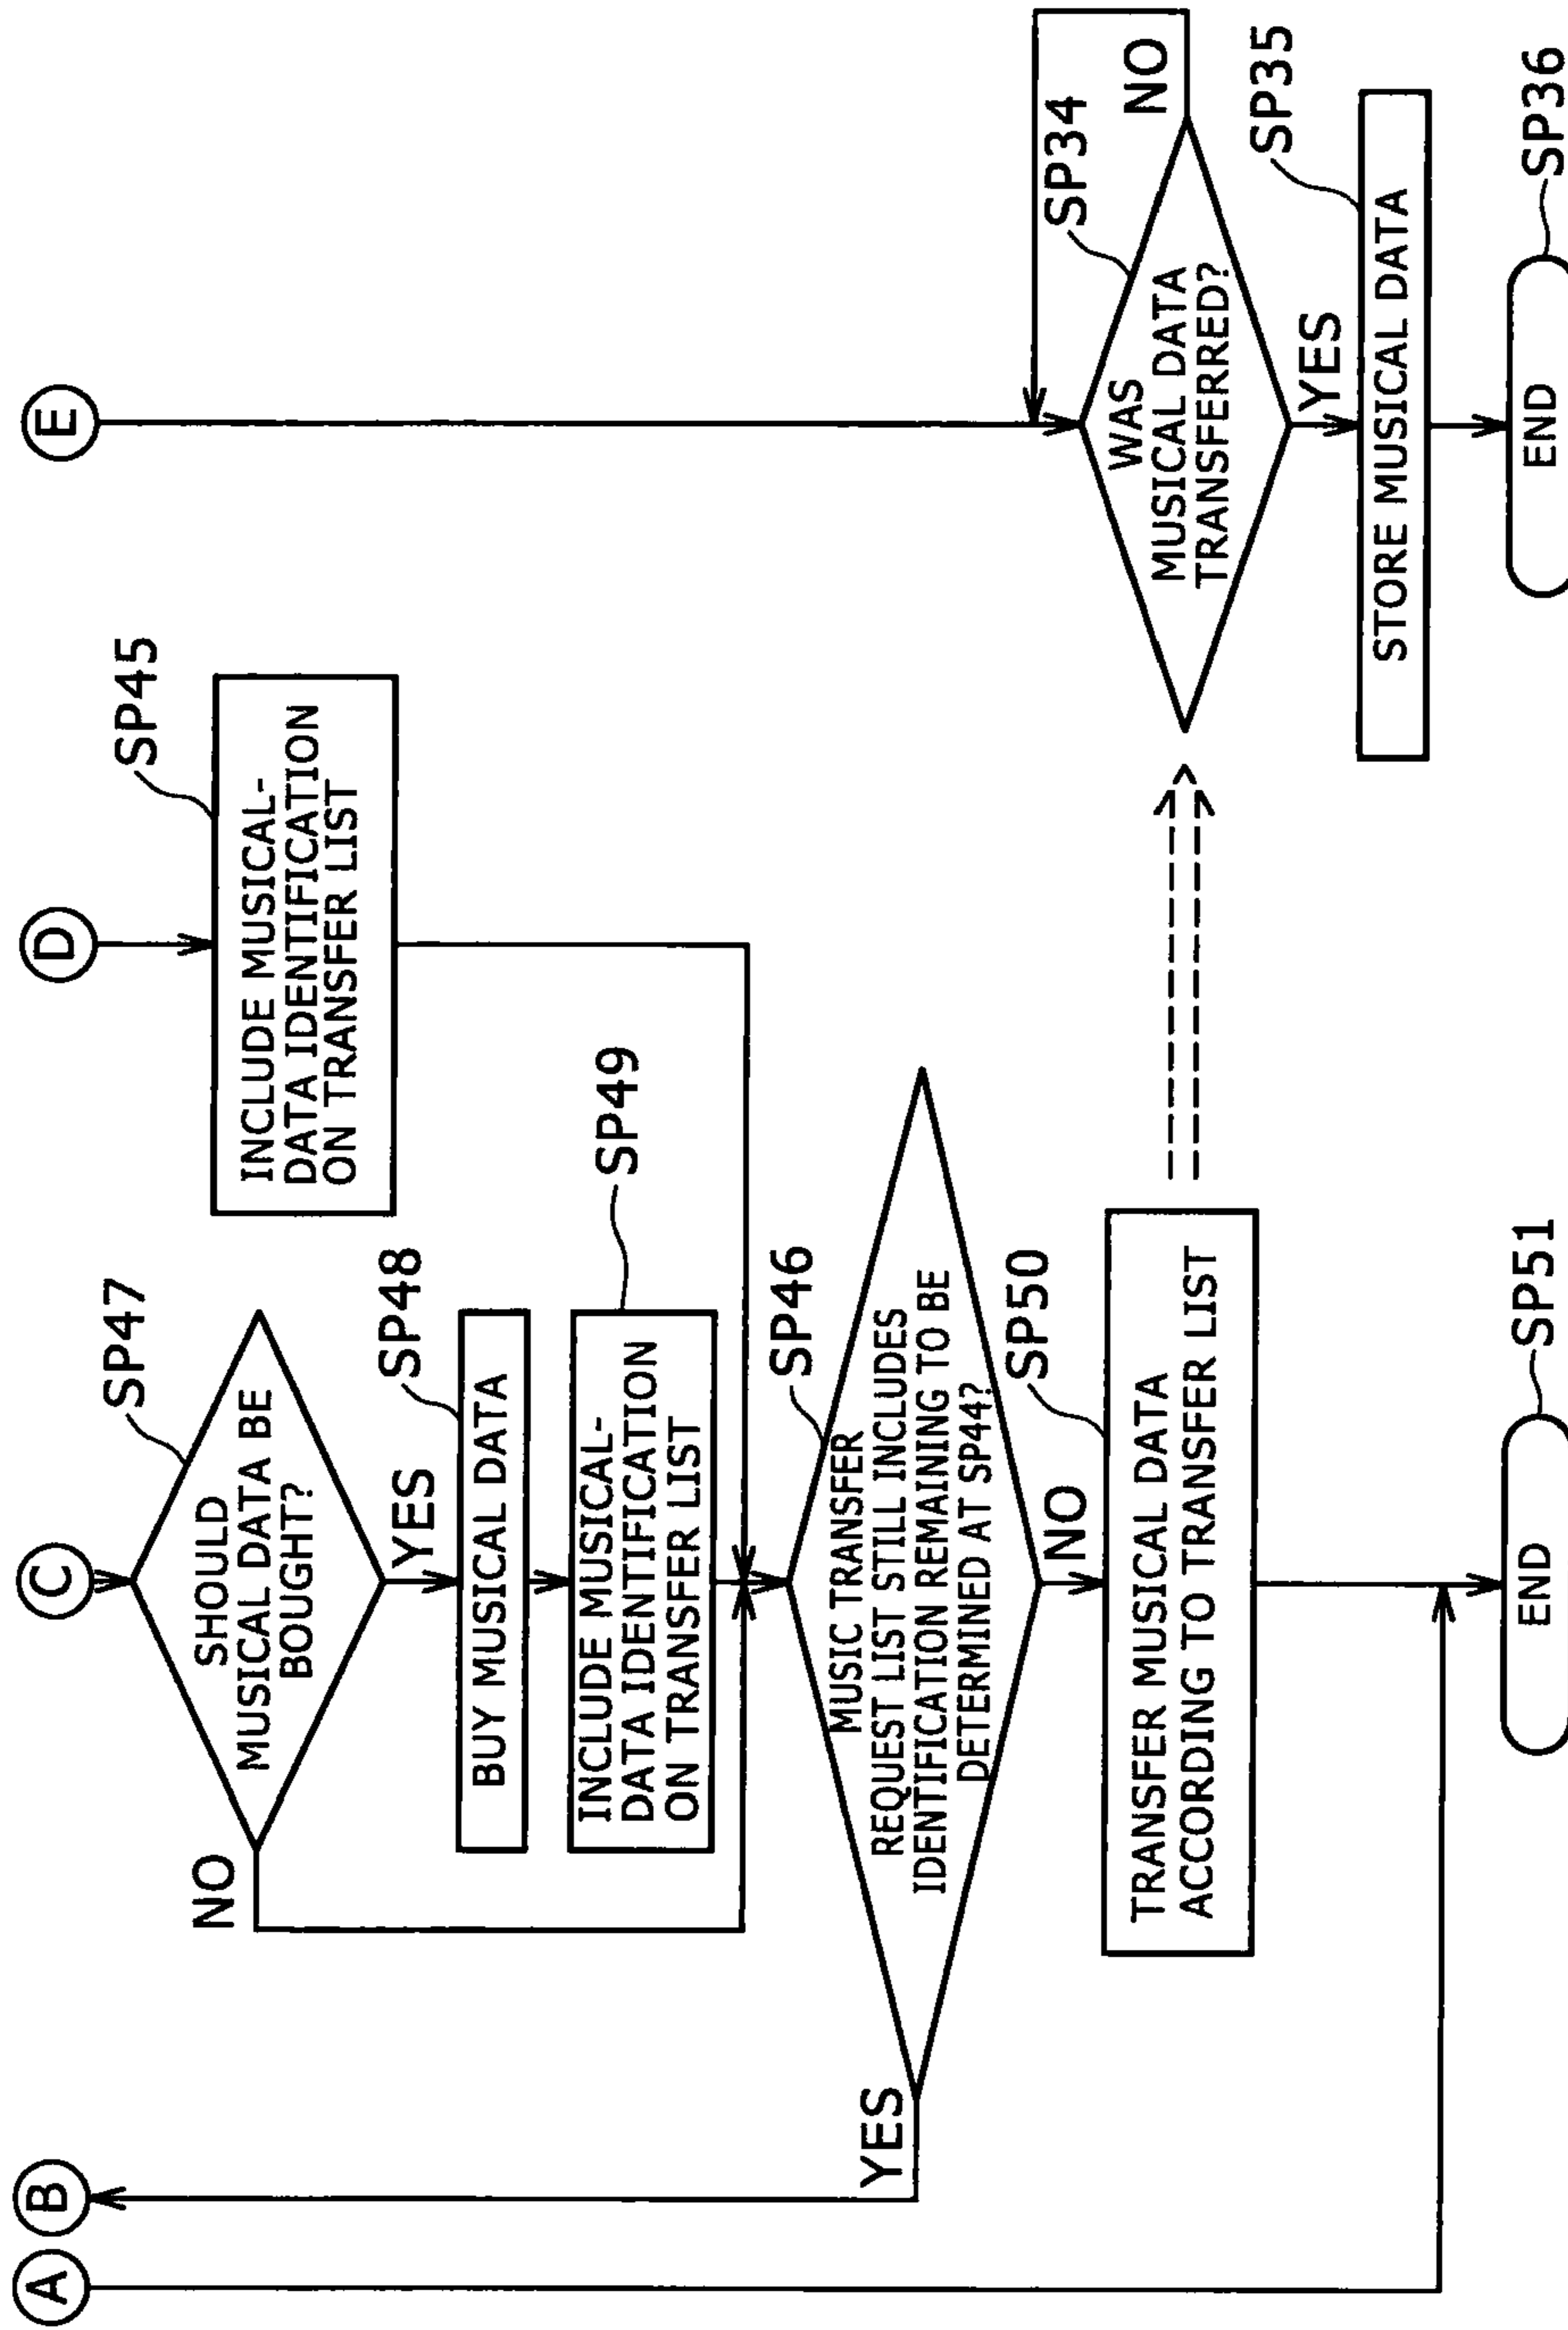 A
B
C
D
E
SP47
SHOULD
MUSICAL DATA BE
BOUGHT?
NO
YES
SP48
BUY MUSICAL DATA
SP49
INCLUDE MUSICAL-
DATA IDENTIFICATION
ON TRANSFER LIST
SP45
INCLUDE MUSICAL-
DATA IDENTIFICATION
ON TRANSFER LIST
SP46
MUSIC TRANSFER
REQUEST LIST STILL INCLUDES
IDENTIFICATION REMAINING TO BE
DETERMINED AT SP44?
YES
NO
SP50
TRANSFER MUSICAL DATA
ACCORDING TO TRANSFER LIST
SP51
END
SP34
WAS
MUSICAL DATA
TRANSFERRED?
NO
YES
SP35
STORE MUSICAL DATA
SP36
END